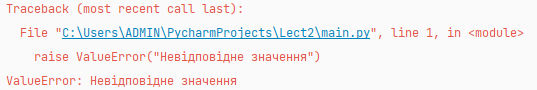 Traceback (most recent call last):
File "C:\Users\ADMIN\PycharmProjects\Lect2\main.py", line 1, in <module>
raise ValueError("Невідповідне значення")
ValueError: Невідповідне значення